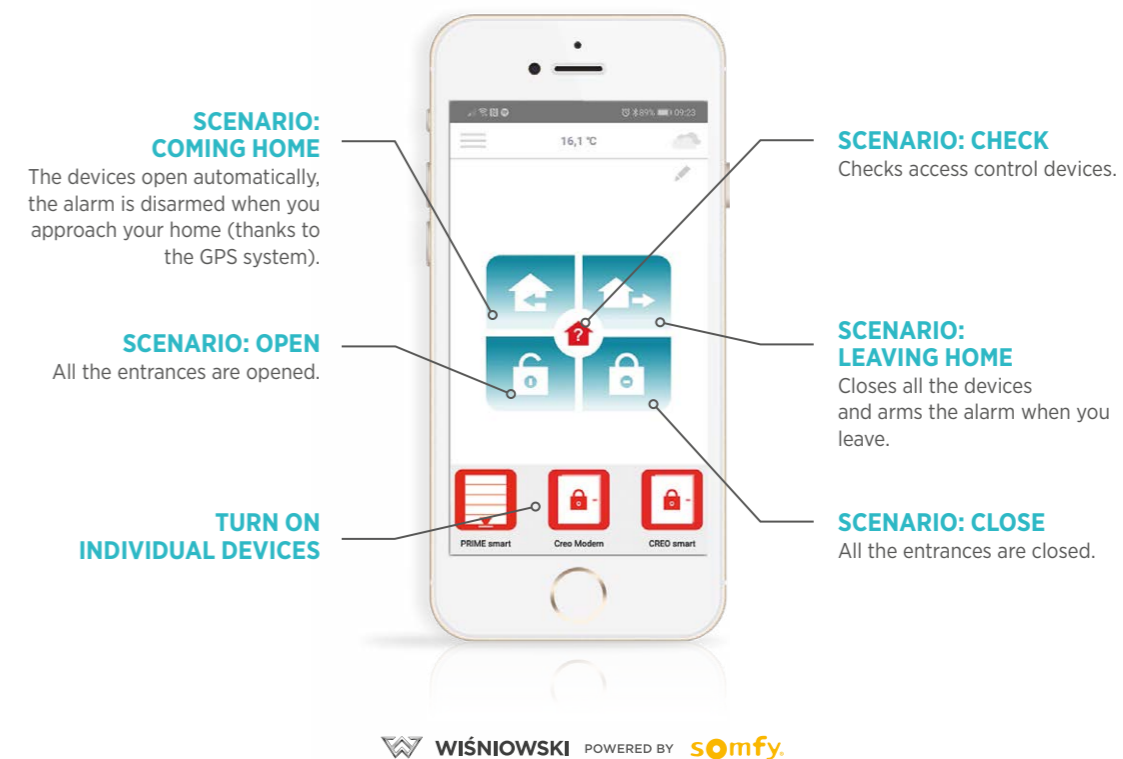 SCENARIO:
COMING HOME
The devices open automatically,
the alarm is disarmed when you
approach your home (thanks to
the GPS system).
SCENARIO: OPEN
All the entrances are opened.
TURN ON
INDIVIDUAL DEVICES
89% 09:23
16,1 °C
?
PRIME smart
Creo Modern
CREO smart
SCENARIO: CHECK
Checks access control devices.
SCENARIO:
LEAVING HOME
Closes all the devices
and arms the alarm when you
leave.
SCENARIO: CLOSE
All the entrances are closed.
WIŚNIOWSKI POWERED BY somfy.